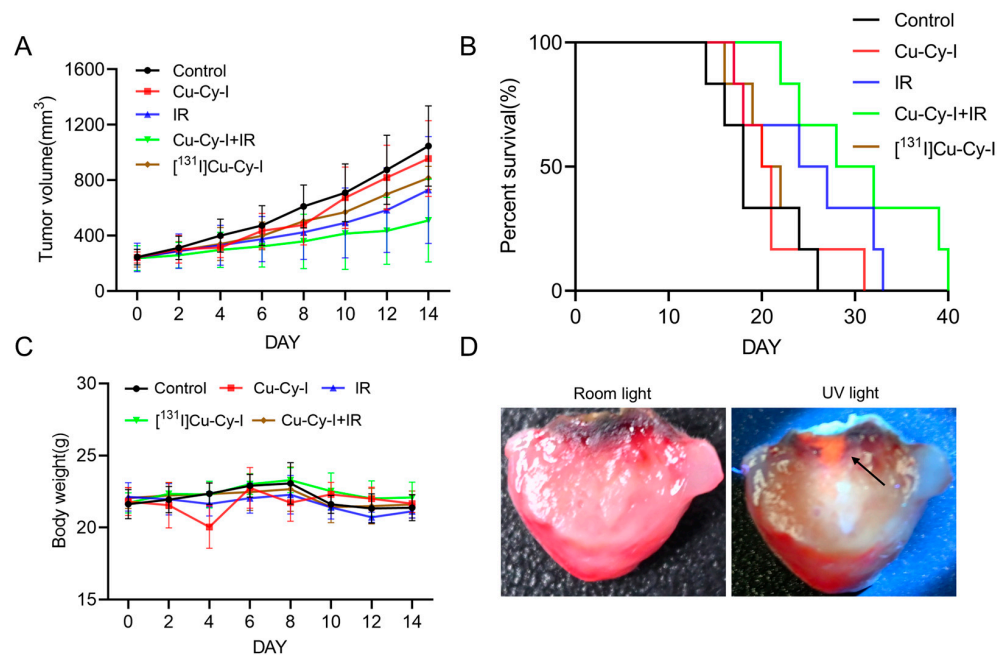 A
Tumor volume(mm³)
1600
1200
800
400
0
0 2 4 6 8 10 12 14
DAY
Control
Cu-Cy-I
IR
Cu-Cy-I+IR
[¹³¹I]Cu-Cy-I
B
Percent survival(%)
100
50
0
0 10 20 30 40
DAY
Control
Cu-Cy-I
IR
Cu-Cy-I+IR
[¹³¹I]Cu-Cy-I
C
Body weight(g)
30
25
20
15
0 2 4 6 8 10 12 14
DAY
Control Cu-Cy-I IR
[¹³¹I]Cu-Cy-I Cu-Cy-I+IR
D
Room light UV light